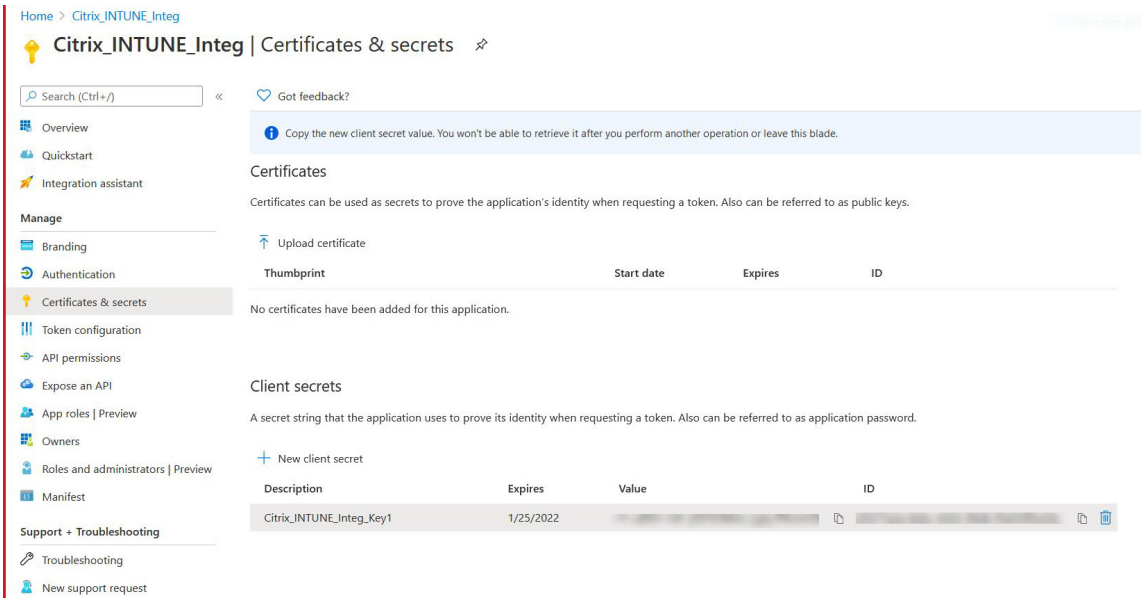 Home > Citrix_INTUNE_Integ
Citrix_INTUNE_Integ | Certificates & secrets
Search (Ctrl+/)
«
Overview
Quickstart
Integration assistant
Manage
Branding
Authentication
Certificates & secrets
Token configuration
API permissions
Expose an API
App roles | Preview
Owners
Roles and administrators | Preview
Manifest
Support + Troubleshooting
Troubleshooting
New support request
Got feedback?
Copy the new client secret value. You won't be able to retrieve it after you perform another operation or leave this blade.
Certificates
Certificates can be used as secrets to prove the application's identity when requesting a token. Also can be referred to as public keys.
Upload certificate
Thumbprint Start date Expires ID
No certificates have been added for this application.
Client secrets
A secret string that the application uses to prove its identity when requesting a token. Also can be referred to as application password.
New client secret
Description Expires Value ID
Citrix_INTUNE_Integ_Key1 1/25/2022